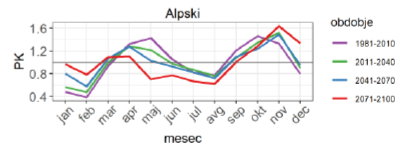 Alpski
PK
1.6
1.2
0.8
0.4
jan feb mar apr maj jun jul avg sep okt nov dec
mesec
obdobje
1981-2010
2011-2040
2041-2070
2071-2100